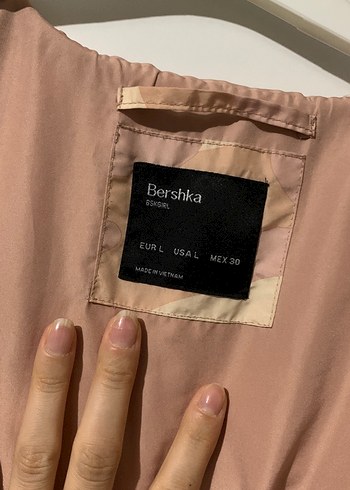 Bershka
BSKGIRL
EUR L USA L MEX 30
MADE IN VIETNAM